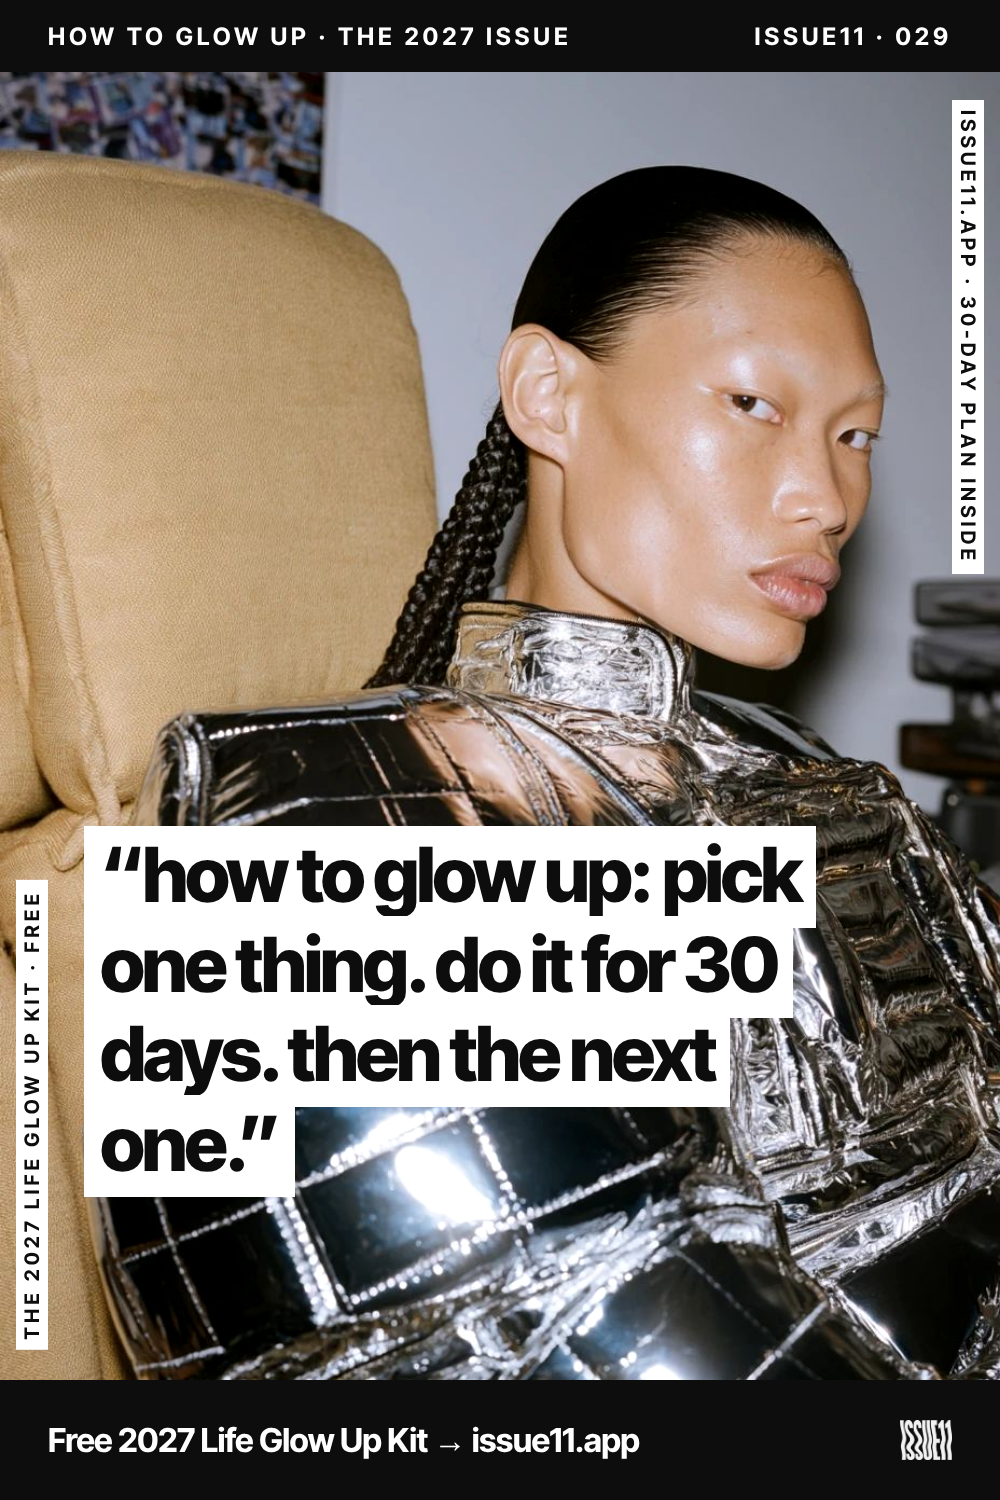 HOW TO GLOW UP · THE 2027 ISSUE
ISSUE11 · 029
ISSUE11.APP · 30-DAY PLAN INSIDE
“how to glow up: pick
one thing. do it for 30
days. then the next
one.”
THE 2027 LIFE GLOW UP KIT · FREE
Free 2027 Life Glow Up Kit → issue11.app
ISSUE11